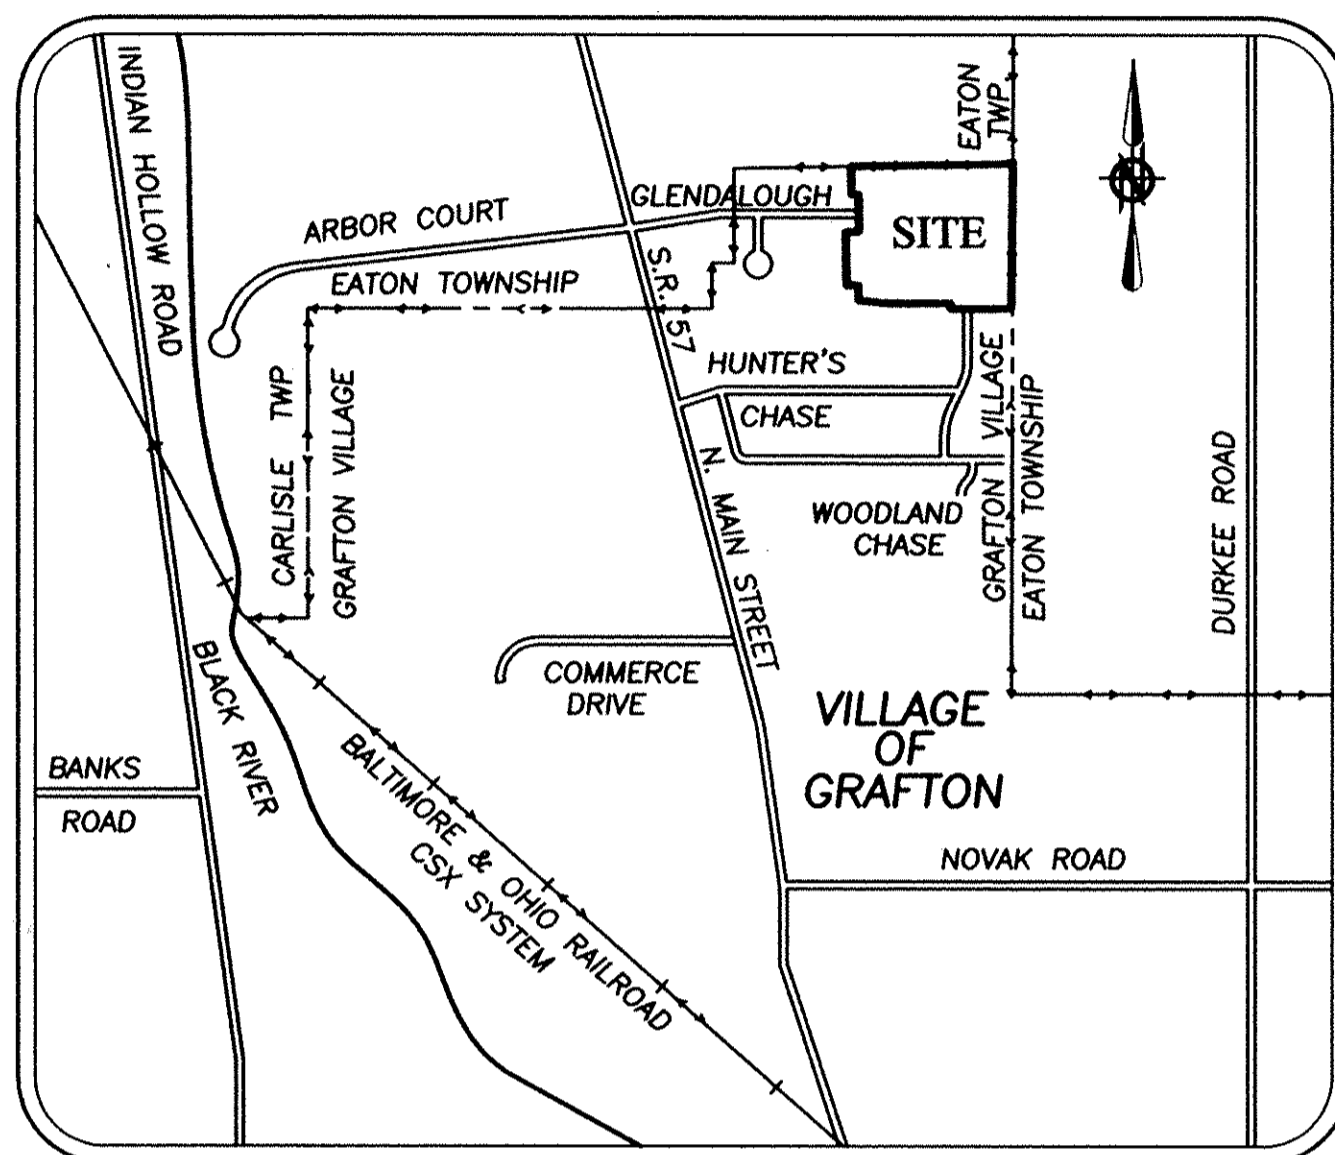 INDIAN HOLLOW ROAD
EATON
TWP.
N
GLENDALOUGH
ARBOR COURT
SITE
EATON TOWNSHIP
S.R. 57
HUNTER'S
CHASE
CARLISLE TWP
GRAFTON VILLAGE
GRAFTON VILLAGE
EATON TOWNSHIP
DURKEE ROAD
N. MAIN STREET
WOODLAND
CHASE
COMMERCE
DRIVE
BLACK RIVER
VILLAGE
OF
GRAFTON
BANKS
ROAD
BALTIMORE & OHIO RAILROAD
CSX SYSTEM
NOVAK ROAD